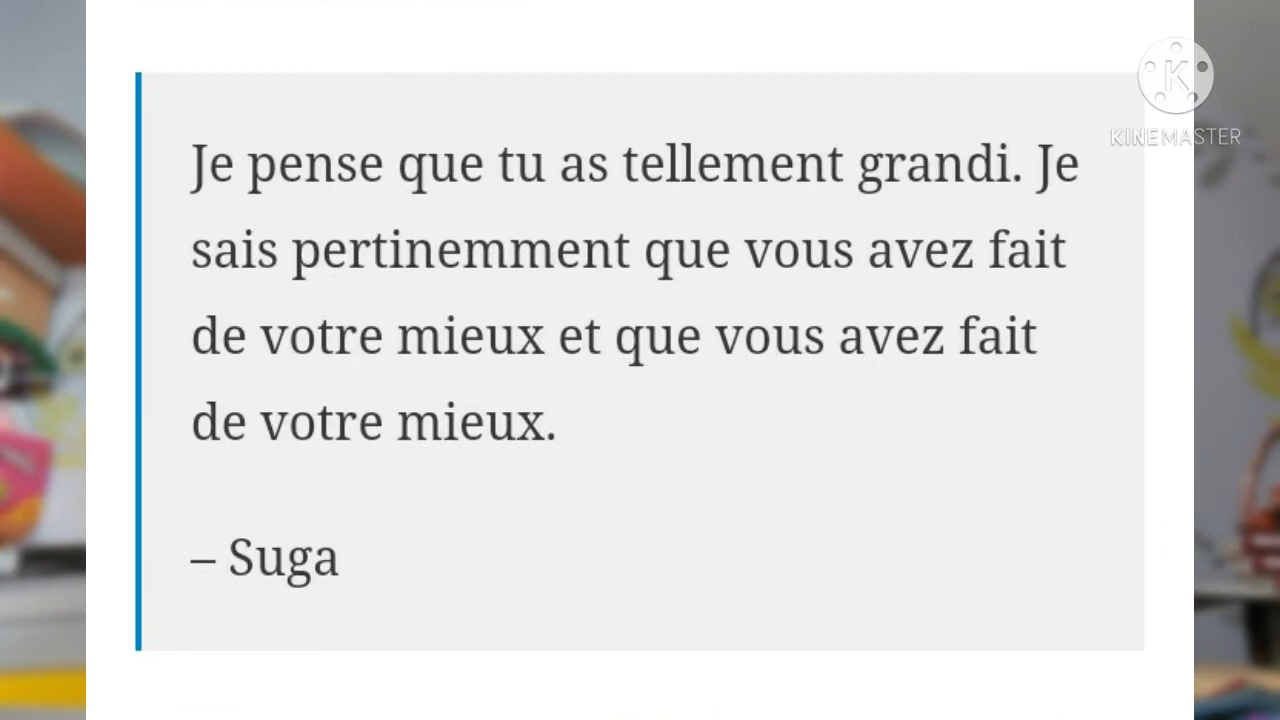 Je pense que tu as tellement grandi. Je
sais pertinemment que vous avez fait
de votre mieux et que vous avez fait
de votre mieux.
– Suga
K
KINEMASTER